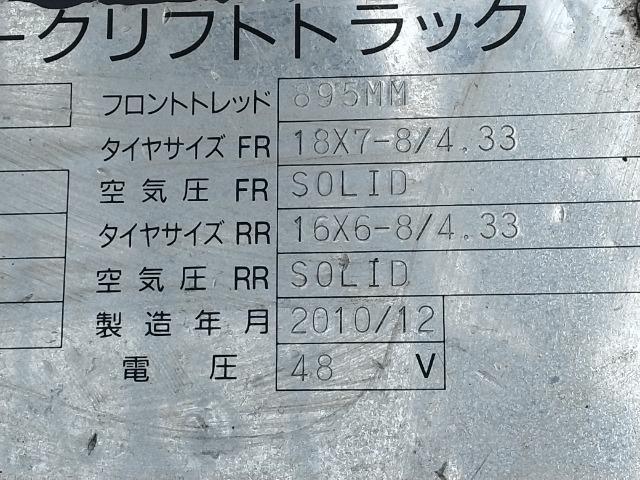 ークリフトトラック
フロントトレッド 895MM
タイヤサイズ FR 18X7-8/4.33
空気圧 FR SOLID
タイヤサイズ RR 16X6-8/4.33
空気圧 RR SOLID
製造年月 2010/12
電圧 48 V